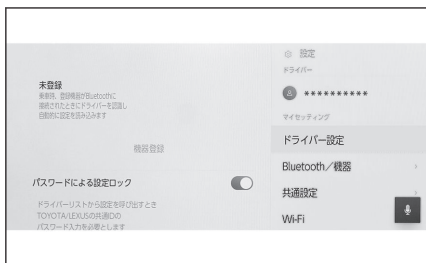 未登録
乗車時、登録機器がBluetoothに
接続されたときにドライバーを認識し
自動的に設定を読み込みます
機器登録
パスワードによる設定ロック
ドライバーリストから設定を呼び出すとき
TOYOTA/LEXUSの共通IDの
パスワード入力を必要とします
設定
ドライバー
**********
マイセッティング
ドライバー設定
Bluetooth／機器
共通設定
Wi-Fi